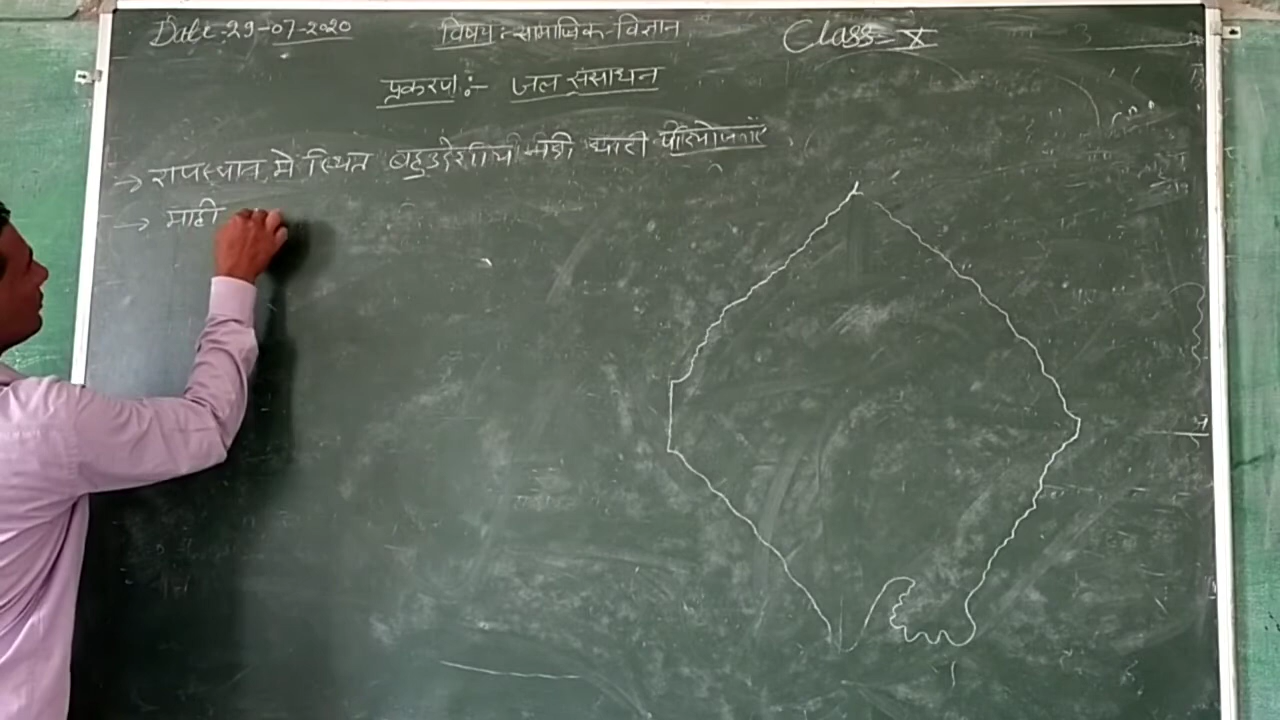 Date:-29-07-2020
विषय:-सामाजिक-विज्ञान
Class-X
प्रकरण:- जल संसाधन
→ राजस्थान मे स्थित बहुउद्देशीय नदी घाटी परियोजनाएं
→ माही